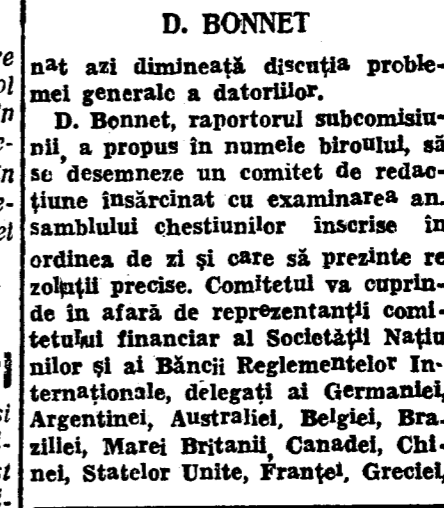 D. BONNET
nat azi dimineață discuția proble-
mei generale a datoriilor.
D. Bonnet, raportorul subcomisiu-
nii, a propus în numele biroului, să
se desemneze un comitet de redac-
țiune însărcinat cu examinarea an.
samblului chestiunilor înscrise în
ordinea de zi și care să prezinte re
zoluții precise. Comitetul va cuprin-
de în afară de reprezentanții comi-
tetului financiar al Societății Națiu
nilor și ai Băncii Reglementelor In-
ternaționale, delegați ai Germaniei,
Argentinei, Australiei, Belgiei, Bra-
ziliei, Marei Britanii, Canadei, Chi-
nei, Statelor Unite, Franței, Greciei,